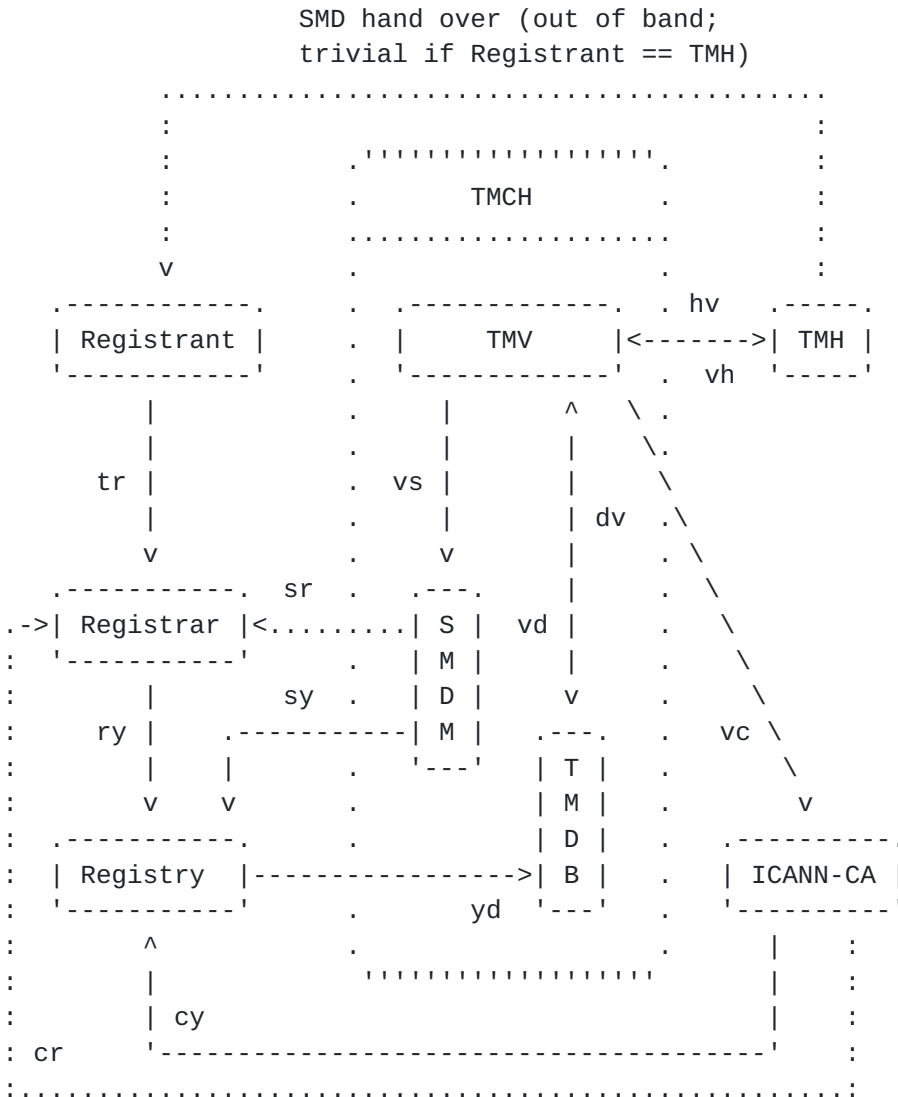 SMD hand over (out of band;
trivial if Registrant == TMH)
TMCH
hv
Registrant TMV TMH
vh
tr vs
dv
sr
Registrar S vd
M
sy D
ry M vc
T
M
D
Registry B ICANN-CA
yd
cy
cr